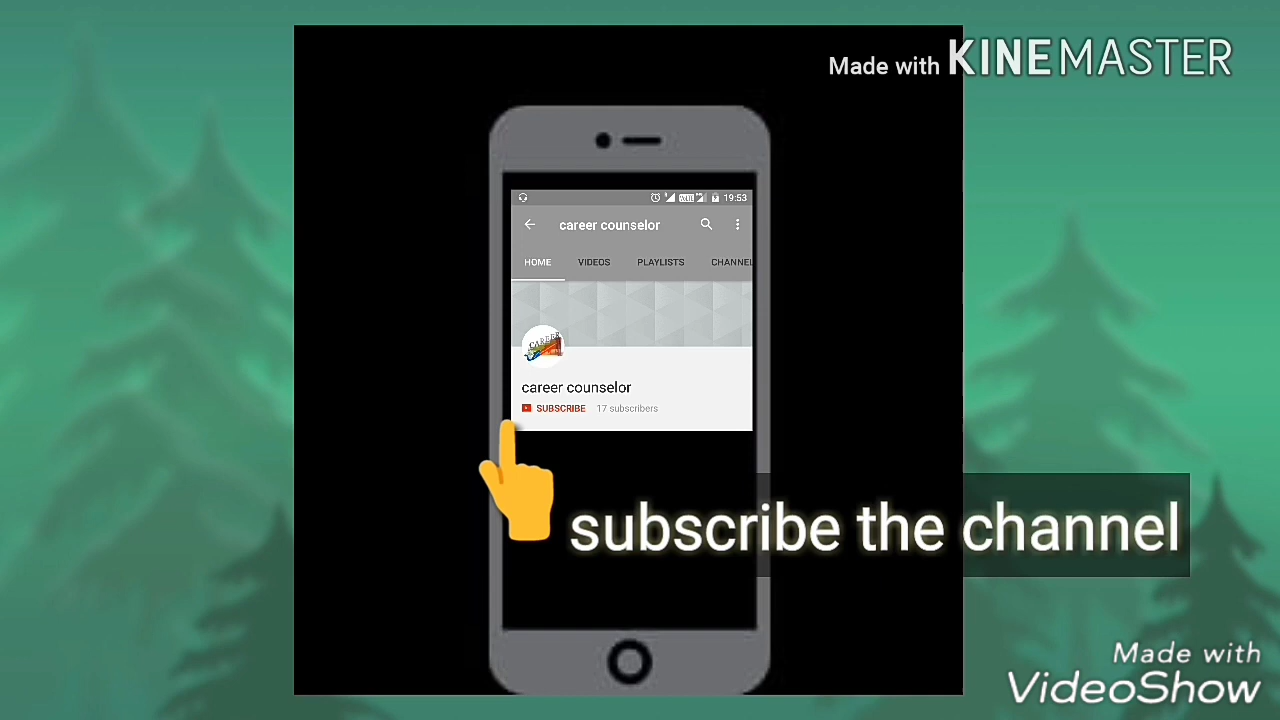 Made with KINEMASTER
19:53
career counselor
HOME VIDEOS PLAYLISTS CHANNEL
CAREER
career counselor
SUBSCRIBE 17 subscribers
subscribe the channel
Made with
VideoShow